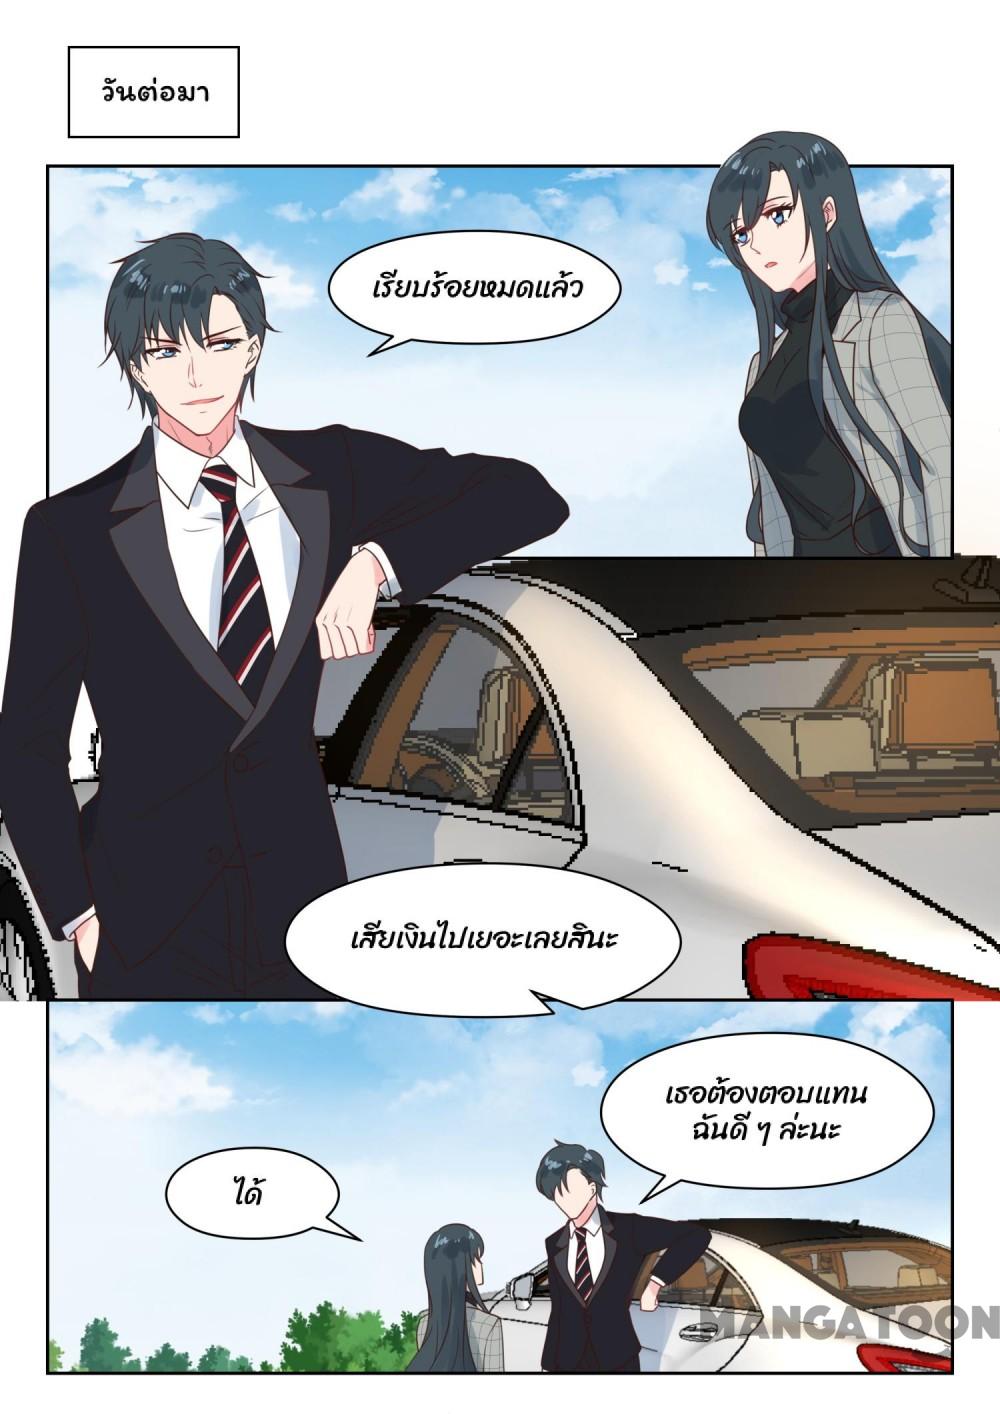 วันต่อมา
เรียบร้อยหมดแล้ว
เสียเงินไปเยอะเลยสินะ
เธอต้องตอบแทน
ฉันดี ๆ ล่ะนะ
ได้
MANGATOON